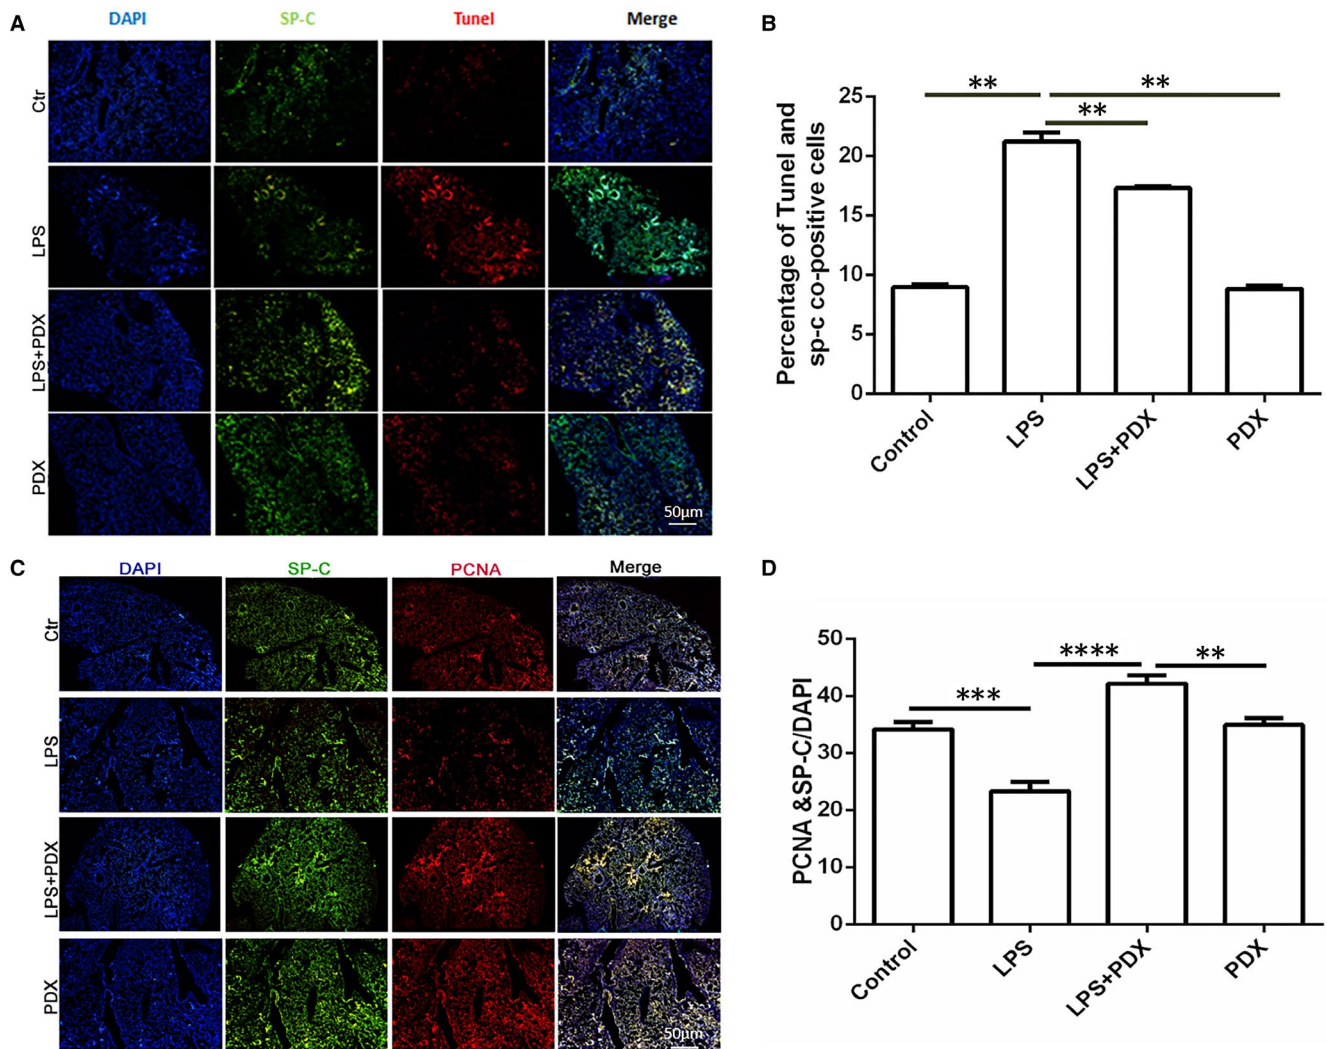 A
DAPI SP-C Tunel Merge
Ctr
LPS
LPS+PDX
PDX
50μm
B
Percentage of Tunel and
sp-c co-positive cells
25
20
15
10
5
0
** **
**
Control LPS LPS+PDX PDX
C
DAPI SP-C PCNA Merge
Ctr
LPS
LPS+PDX
PDX
50μm
D
PCNA &SP-C/DAPI
50
40
30
20
10
0
*** **** **
Control LPS LPS+PDX PDX